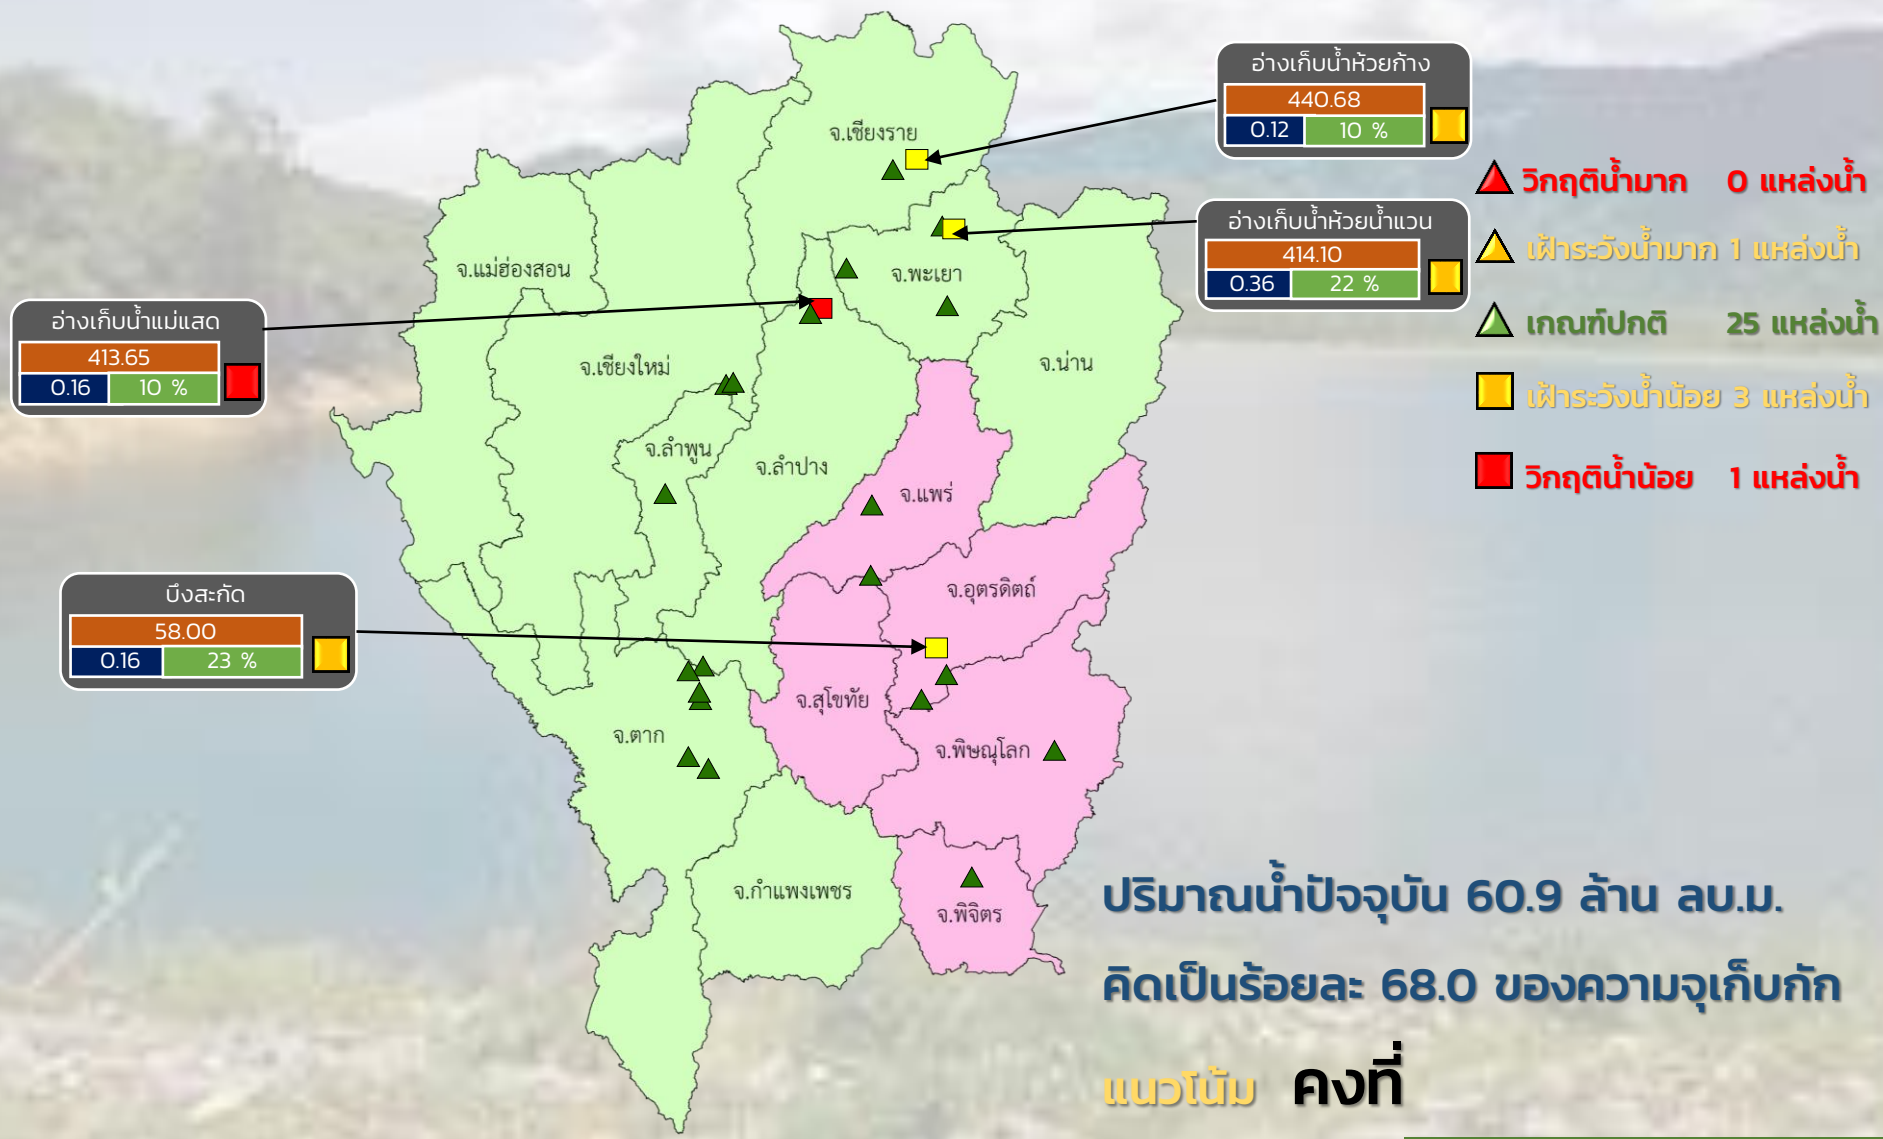 อ่างเก็บน้ำห้วยก้าง
440.68
0.12 10 %
อ่างเก็บน้ำห้วยน้ำแวน
414.10
0.36 22 %
อ่างเก็บน้ำแม่แสด
413.65
0.16 10 %
บึงสะกัด
58.00
0.16 23 %
จ.เชียงราย
จ.แม่ฮ่องสอน
จ.พะเยา
จ.เชียงใหม่
จ.น่าน
จ.ลำพูน
จ.ลำปาง
จ.แพร่
จ.อุตรดิตถ์
จ.สุโขทัย
จ.ตาก
จ.พิษณุโลก
จ.กำแพงเพชร
จ.พิจิตร
วิกฤติน้ำมาก 0 แหล่งน้ำ
เฝ้าระวังน้ำมาก 1 แหล่งน้ำ
เกณฑ์ปกติ 25 แหล่งน้ำ
เฝ้าระวังน้ำน้อย 3 แหล่งน้ำ
วิกฤติน้ำน้อย 1 แหล่งน้ำ
ปริมาณน้ำปัจจุบัน 60.9 ล้าน ลบ.ม.
คิดเป็นร้อยละ 68.0 ของความจุเก็บกัก
แนวโน้ม คงที่